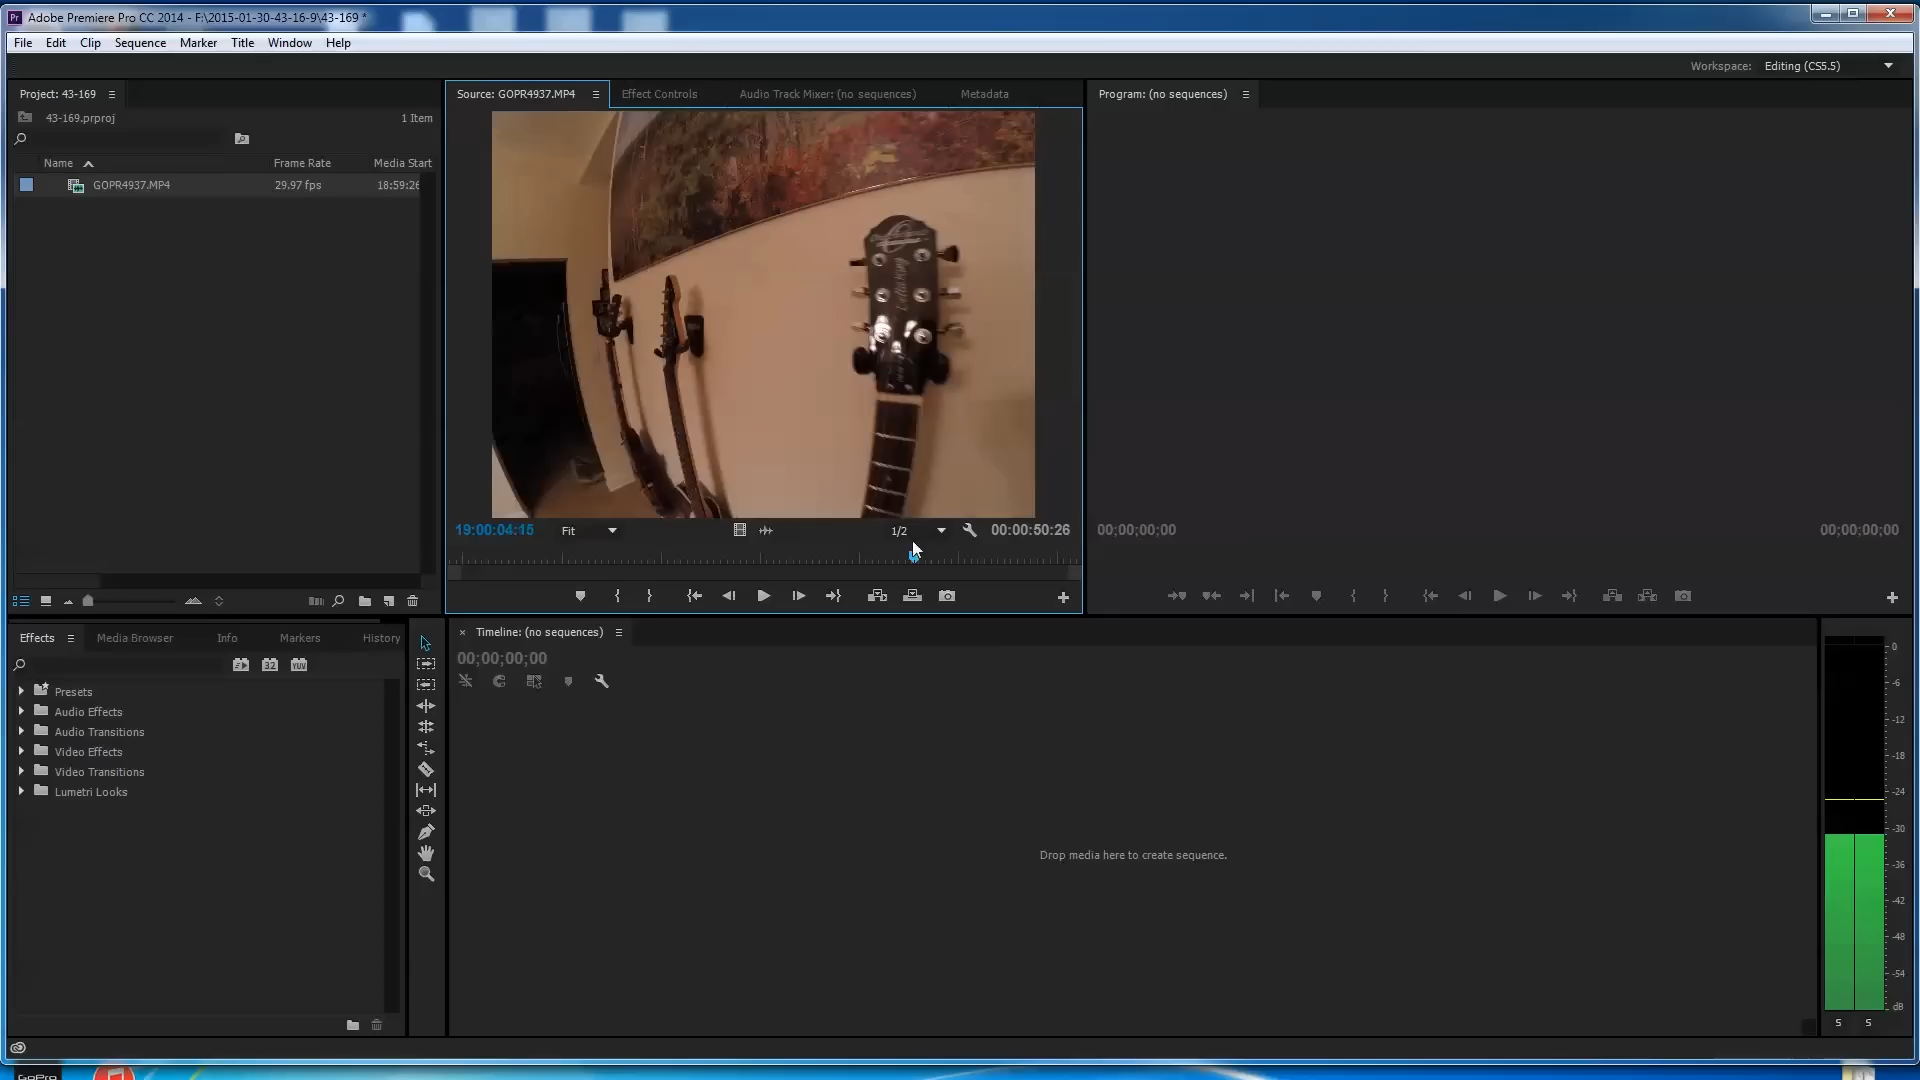 Adobe Premiere Pro CC 2014 - F:\2015-01-30-43-16-9\43-169 *
File Edit Clip Sequence Marker Title Window Help
Workspace: Editing (CS5.5)
Project: 43-169
43-169.prproj 1 Item
Name Frame Rate Media Start
GOPR4937.MP4 29.97 fps 18:59:26
Source: GOPR4937.MP4 Effect Controls Audio Track Mixer: (no sequences) Metadata
19:00:04:15 Fit 1/2 00:00:50:26
Program: (no sequences)
00;00;00;00 00;00;00;00
Effects Media Browser Info Markers History
32 YUV
Presets
Audio Effects
Audio Transitions
Video Effects
Video Transitions
Lumetri Looks
Timeline: (no sequences)
00;00;00;00
Drop media here to create sequence.
0
-6
-12
-18
-24
-30
-36
-42
-48
-54
dB
S S
GoPro